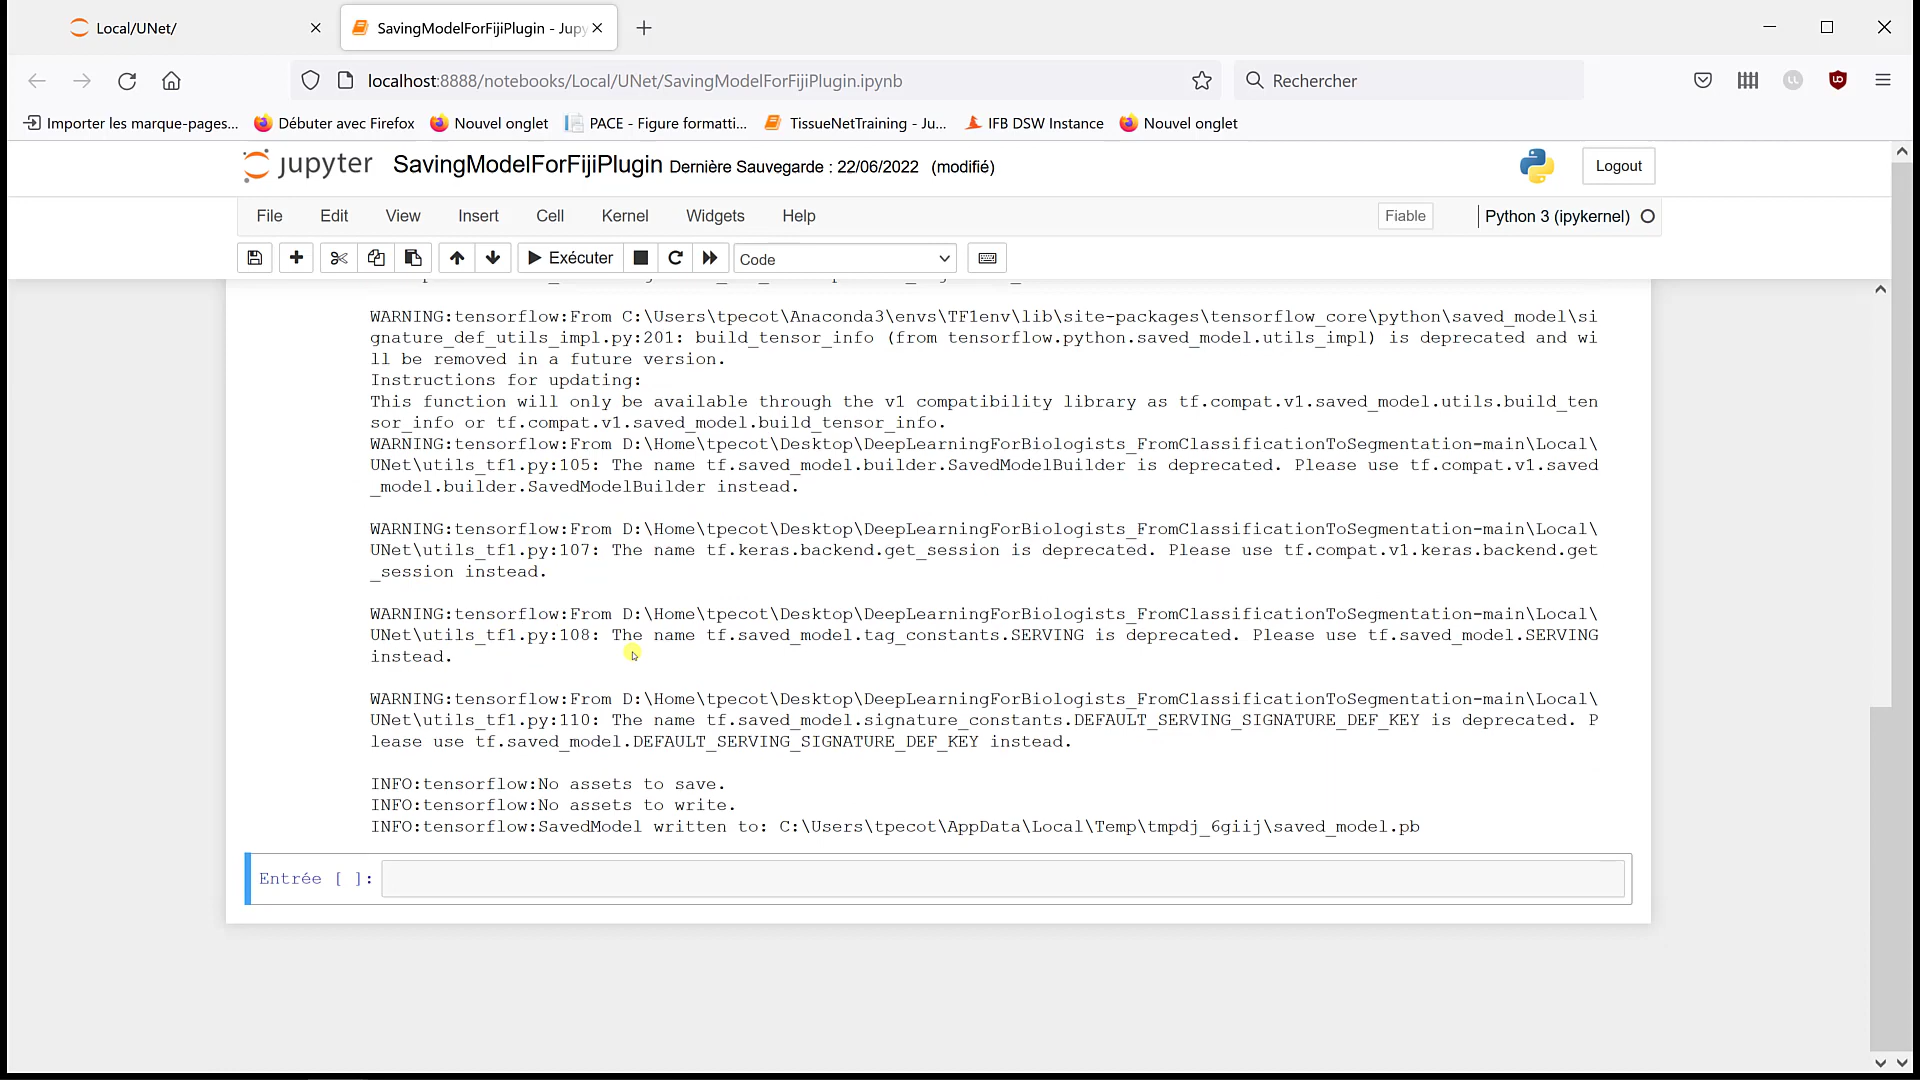 Local/UNet/
SavingModelForFijiPlugin - Jupy
localhost:8888/notebooks/Local/UNet/SavingModelForFijiPlugin.ipynb
Rechercher
Importer les marque-pages...
Débuter avec Firefox
Nouvel onglet
PACE - Figure formatti...
TissueNetTraining - Ju...
IFB DSW Instance
Nouvel onglet
jupyter
SavingModelForFijiPlugin Dernière Sauvegarde : 22/06/2022 (modifié)
Logout
File Edit View Insert Cell Kernel Widgets Help
Fiable
Python 3 (ipykernel)
Exécuter
Code
WARNING:tensorflow:From C:\Users\tpecot\Anaconda3\envs\TF1env\lib\site-packages\tensorflow_core\python\saved_model\si
gnature_def_utils_impl.py:201: build_tensor_info (from tensorflow.python.saved_model.utils_impl) is deprecated and wi
ll be removed in a future version.
Instructions for updating:
This function will only be available through the v1 compatibility library as tf.compat.v1.saved_model.utils.build_ten
sor_info or tf.compat.v1.saved_model.build_tensor_info.
WARNING:tensorflow:From D:\Home\tpecot\Desktop\DeepLearningForBiologists_FromClassificationToSegmentation-main\Local\
UNet\utils_tf1.py:105: The name tf.saved_model.builder.SavedModelBuilder is deprecated. Please use tf.compat.v1.saved
_model.builder.SavedModelBuilder instead.
WARNING:tensorflow:From D:\Home\tpecot\Desktop\DeepLearningForBiologists_FromClassificationToSegmentation-main\Local\
UNet\utils_tf1.py:107: The name tf.keras.backend.get_session is deprecated. Please use tf.compat.v1.keras.backend.get
_session instead.
WARNING:tensorflow:From D:\Home\tpecot\Desktop\DeepLearningForBiologists_FromClassificationToSegmentation-main\Local\
UNet\utils_tf1.py:108: The name tf.saved_model.tag_constants.SERVING is deprecated. Please use tf.saved_model.SERVING
instead.
WARNING:tensorflow:From D:\Home\tpecot\Desktop\DeepLearningForBiologists_FromClassificationToSegmentation-main\Local\
UNet\utils_tf1.py:110: The name tf.saved_model.signature_constants.DEFAULT_SERVING_SIGNATURE_DEF_KEY is deprecated. P
lease use tf.saved_model.DEFAULT_SERVING_SIGNATURE_DEF_KEY instead.
INFO:tensorflow:No assets to save.
INFO:tensorflow:No assets to write.
INFO:tensorflow:SavedModel written to: C:\Users\tpecot\AppData\Local\Temp\tmpdj_6giij\saved_model.pb
Entrée [ ]: